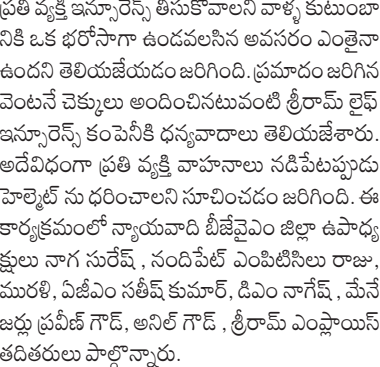 ప్రతి వ్యక్తి ఇన్సూరెన్స్ తీసుకోవాలని వాళ్ళ కుటుంబా
నికి ఒక భరోసాగా ఉండవలసిన అవసరం ఎంతైనా
ఉందని తెలియజేయడం జరిగింది. ప్రమాదం జరిగిన
వెంటనే చెక్కులు అందించినటువంటి శ్రీరామ్ లైఫ్
ఇన్సూరెన్స్ కంపెనీకి ధన్యవాదాలు తెలియజేశారు.
అదేవిధంగా ప్రతి వ్యక్తి వాహనాలు నడిపేటప్పుడు
హెల్మెట్ ను ధరించాలని సూచించడం జరిగింది. ఈ
కార్యక్రమంలో న్యాయవాది బీజేవైఎం జిల్లా ఉపాధ్య
క్షులు నాగ సురేష్ , నందిపేట్ ఎంపిటిసిలు రాజు,
మురళి, ఏజీఎం సతీష్ కుమార్, డిఎం నాగేష్ , మేనే
జర్లు ప్రవీణ్ గౌడ్, అనిల్ గౌడ్ , శ్రీరామ్ ఎంప్లాయిస్
తదితరులు పాల్గొన్నారు.